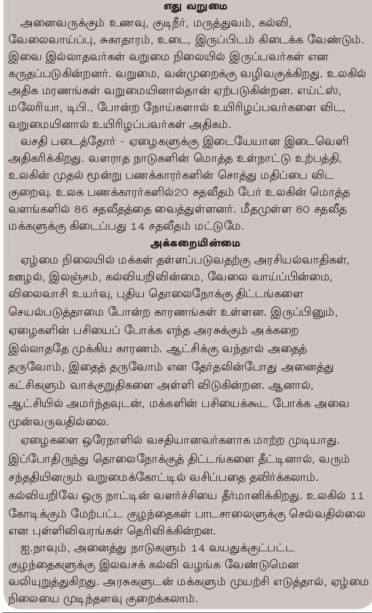 எது வறுமை
அனைவருக்கும் உணவு, குடிநீர், மருத்துவம், கல்வி,
வேலைவாய்ப்பு, சுகாதாரம், உடை, இருப்பிடம் கிடைக்க வேண்டும்.
இவை இல்லாதவர்கள் வறுமை நிலையில் இருப்பவர்கள் என
கருதப்படுகின்றனர். வறுமை, வன்முறைக்கு வழிவகுக்கிறது. உலகில்
அதிக மரணங்கள் வறுமையினால்தான் ஏற்படுகின்றன. எய்ட்ஸ்,
மலேரியா, டி.பி., போன்ற நோய்களால் உயிரிழப்பவர்களை விட,
வறுமையினால் உயிரிழப்பவர்கள் அதிகம்.
வசதி படைத்தோர் - ஏழைகளுக்கு இடையேயான இடைவெளி
அதிகரிக்கிறது. வளராத நாடுகளின் மொத்த உள்நாட்டு உற்பத்தி,
உலகின் முதல் மூன்று பணக்காரர்களின் சொத்து மதிப்பை விட
குறைவு. உலக பணக்காரர்களில்20 சதவீதம் பேர் உலகின் மொத்த
வளங்களில் 86 சதவீதத்தை வைத்துள்ளனர். மீதமுள்ள 80 சதவீத
மக்களுக்கு கிடைப்பது 14 சதவீதம் மட்டுமே.
அக்கறையின்மை
ஏழ்மை நிலையில் மக்கள் தள்ளப்படுவதற்கு அரசியல்வாதிகள்,
ஊழல், இலஞ்சம், கல்வியறிவின்மை, வேலை வாய்ப்பின்மை,
விலைவாசி உயர்வு, புதிய தொலைநோக்கு திட்டங்களை
செயல்படுத்தாமை போன்ற காரணங்கள் உள்ளன. இருப்பினும்,
ஏழைகளின் பசியைப் போக்க எந்த அரசுக்கும் அக்கறை
இல்லாததே முக்கிய காரணம். ஆட்சிக்கு வந்தால் அதைத்
தருவோம், இதைத் தருவோம் என தேர்தலின்போது அனைத்து
கட்சிகளும் வாக்குறுதிகளை அள்ளி விடுகின்றன. ஆனால்,
ஆட்சியில் அமர்ந்தவுடன், மக்களின் பசியைக்கூட போக்க அவை
முன்வருவதில்லை.
ஏழைகளை ஒரேநாளில் வசதியானவர்களாக மாற்ற முடியாது.
இப்போதிருந்து தொலைநோக்குத் திட்டங்களை தீட்டினால், வரும்
சந்ததியினரும் வறுமைக்கோட்டில் வசிப்பதை தவிர்க்கலாம்.
கல்வியறிவே ஒரு நாட்டின் வளர்ச்சியை தீர்மானிக்கிறது. உலகில் 11
கோடிக்கும் மேற்பட்ட குழந்தைகள் பாடசாலைளுக்கு செல்வதில்லை
என புள்ளிவிவரங்கள் தெரிவிக்கின்றன.
ஐ.நாவும், அனைத்து நாடுகளும் 14 வயதுக்குட்பட்ட
குழந்தைகளுக்கு இலவசக் கல்வி வழங்க வேண்டுமென
வலியுறுத்துகிறது. அரசுகளுடன் மக்களும் முயற்சி எடுத்தால், ஏழ்மை
நிலையை முடிந்தளவு குறைக்கலாம்.